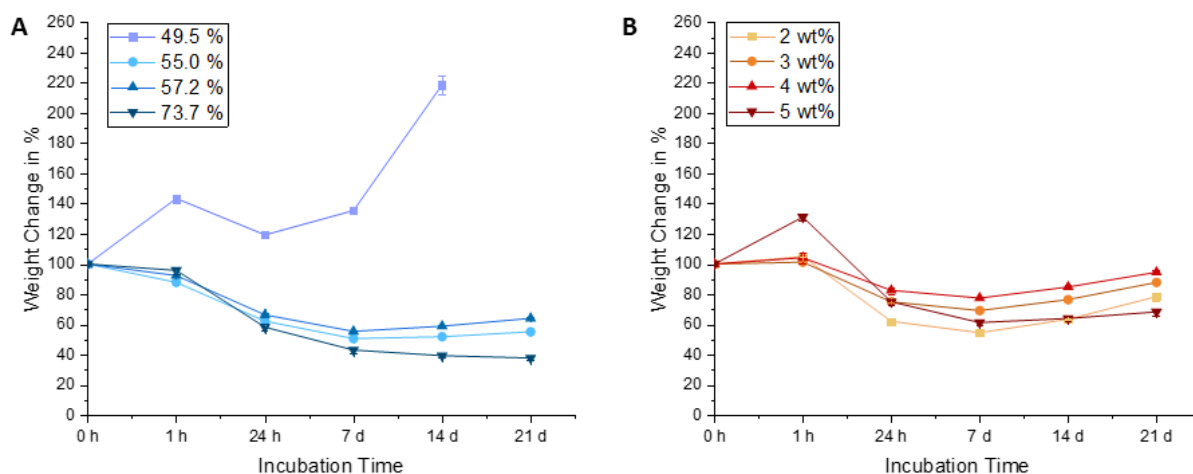 A
49.5 %
55.0 %
57.2 %
73.7 %
Weight Change in %
260
240
220
200
180
160
140
120
100
80
60
40
20
0
0 h 1 h 24 h 7 d 14 d 21 d
Incubation Time
B
2 wt%
3 wt%
4 wt%
5 wt%
Weight Change in %
260
240
220
200
180
160
140
120
100
80
60
40
20
0
0 h 1 h 24 h 7 d 14 d 21 d
Incubation Time